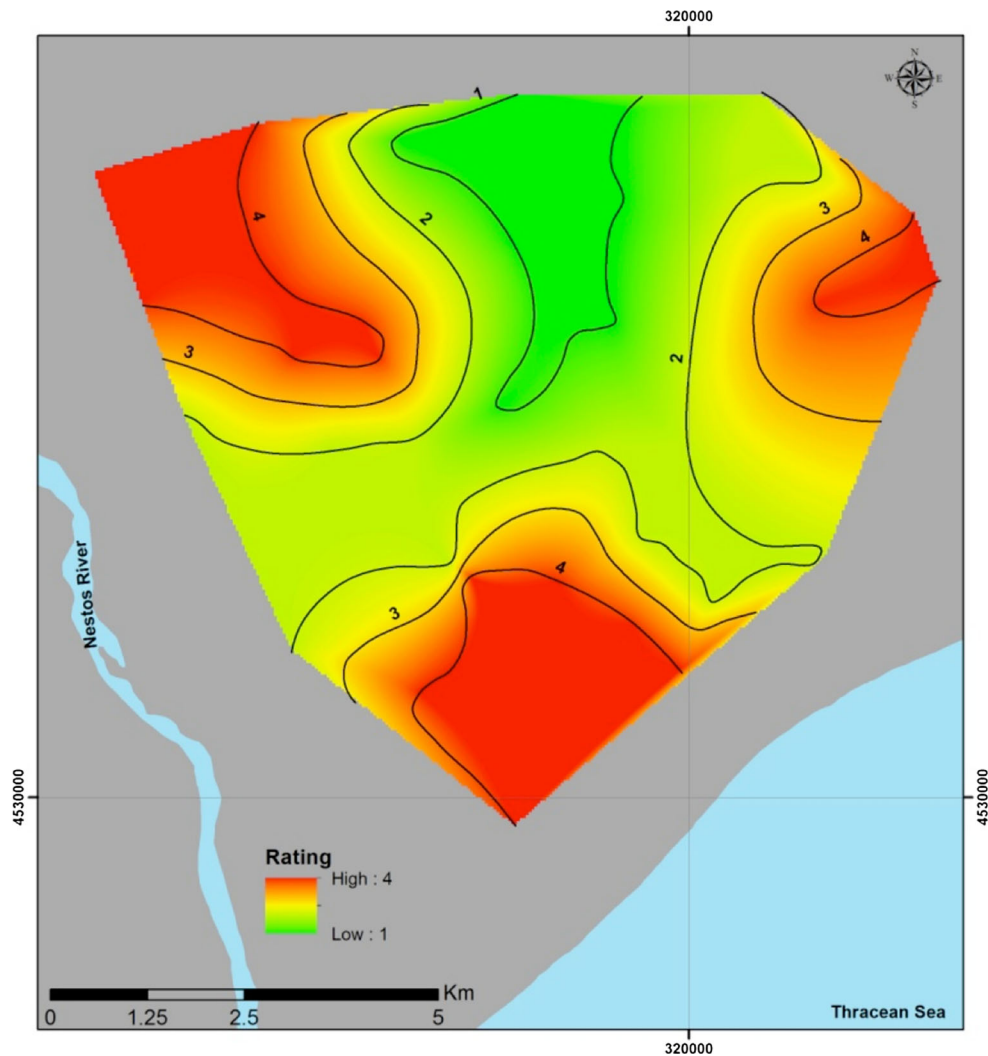 320000
N
W E
S
1
4
2
3
3
4
2
3
4
4530000
4530000
Nestos River
Rating
High : 4
Low : 1
Km
0 1.25 2.5 5
Thracean Sea
320000